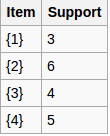 Item Support
{1} 3
{2} 6
{3} 4
{4} 5